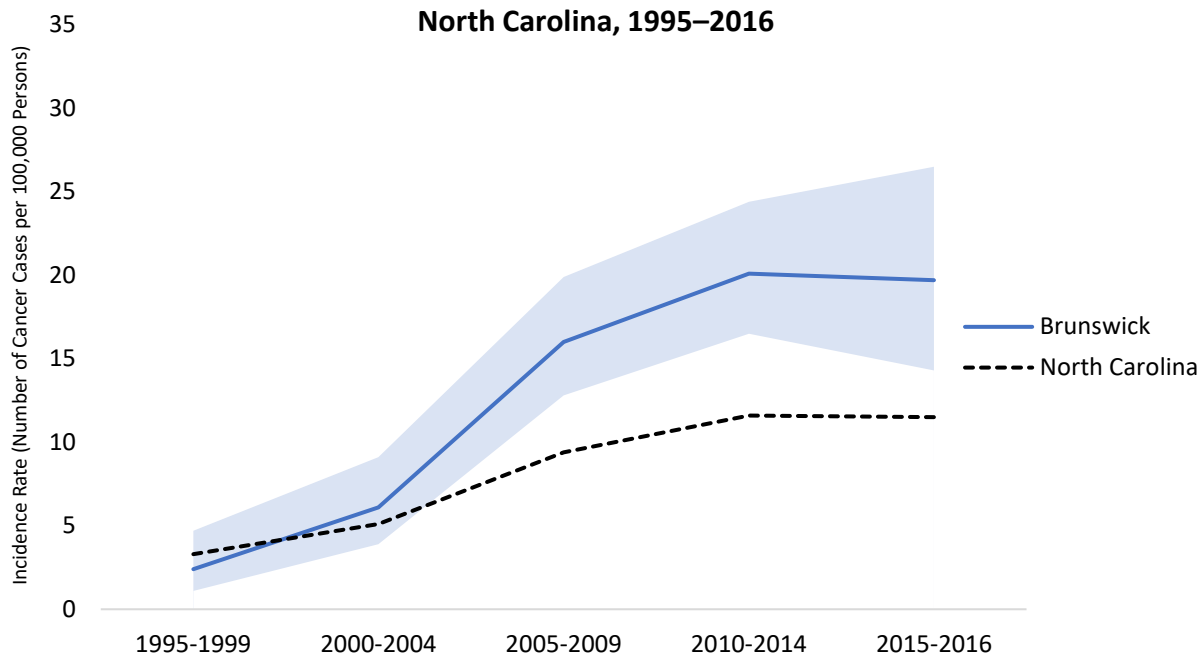 North Carolina, 1995–2016
Incidence Rate (Number of Cancer Cases per 100,000 Persons)
35
30
25
20
15
10
5
0
1995-1999 2000-2004 2005-2009 2010-2014 2015-2016
Brunswick
North Carolina